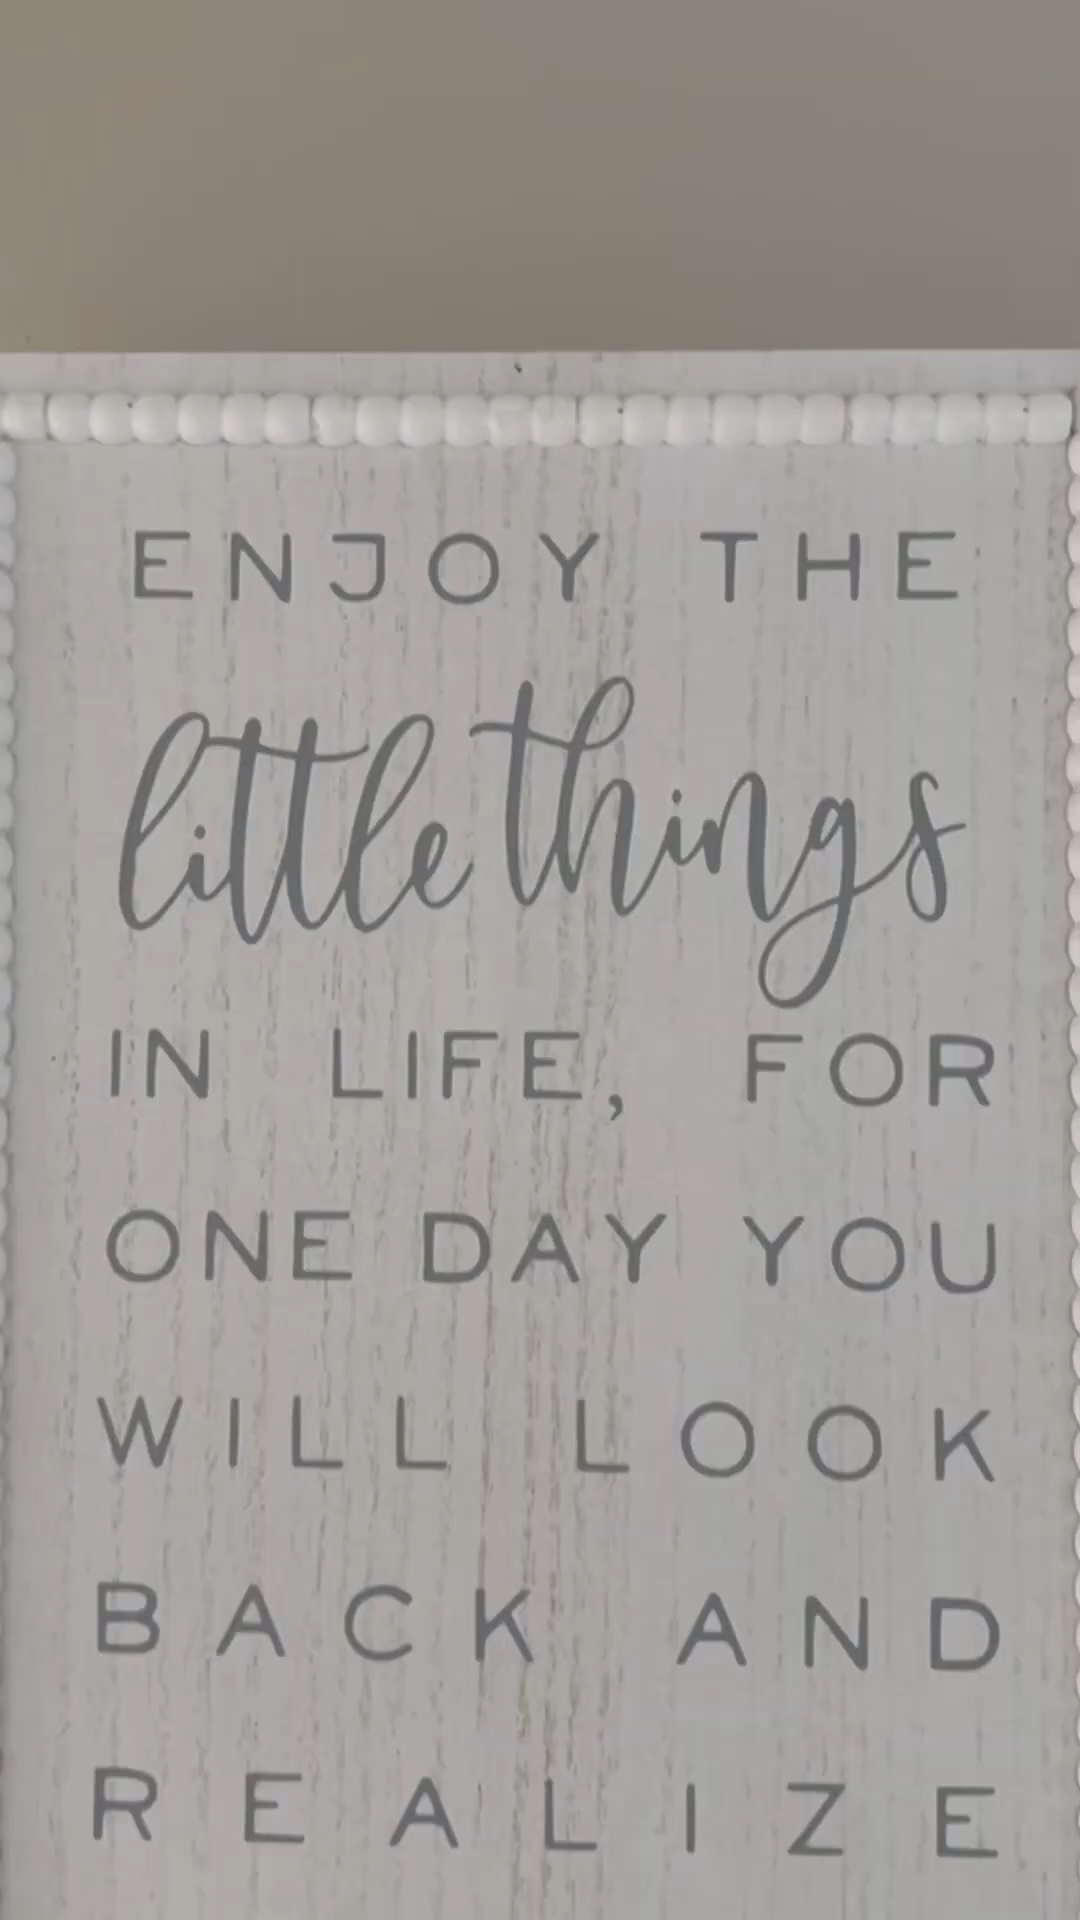 ENJOY THE
little things
IN LIFE, FOR
ONE DAY YOU
WILL LOOK
BACK AND
REALIZE